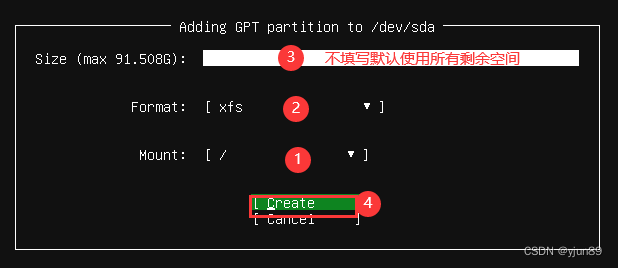 Adding GPT partition to /dev/sda
Size (max 91.508G): 3 不填写默认使用所有剩余空间
Format: [ xfs 2 ▼ ]
Mount: [ / 1 ▼ ]
[ Create 4
[ Cancel ]
CSDN @yjun89